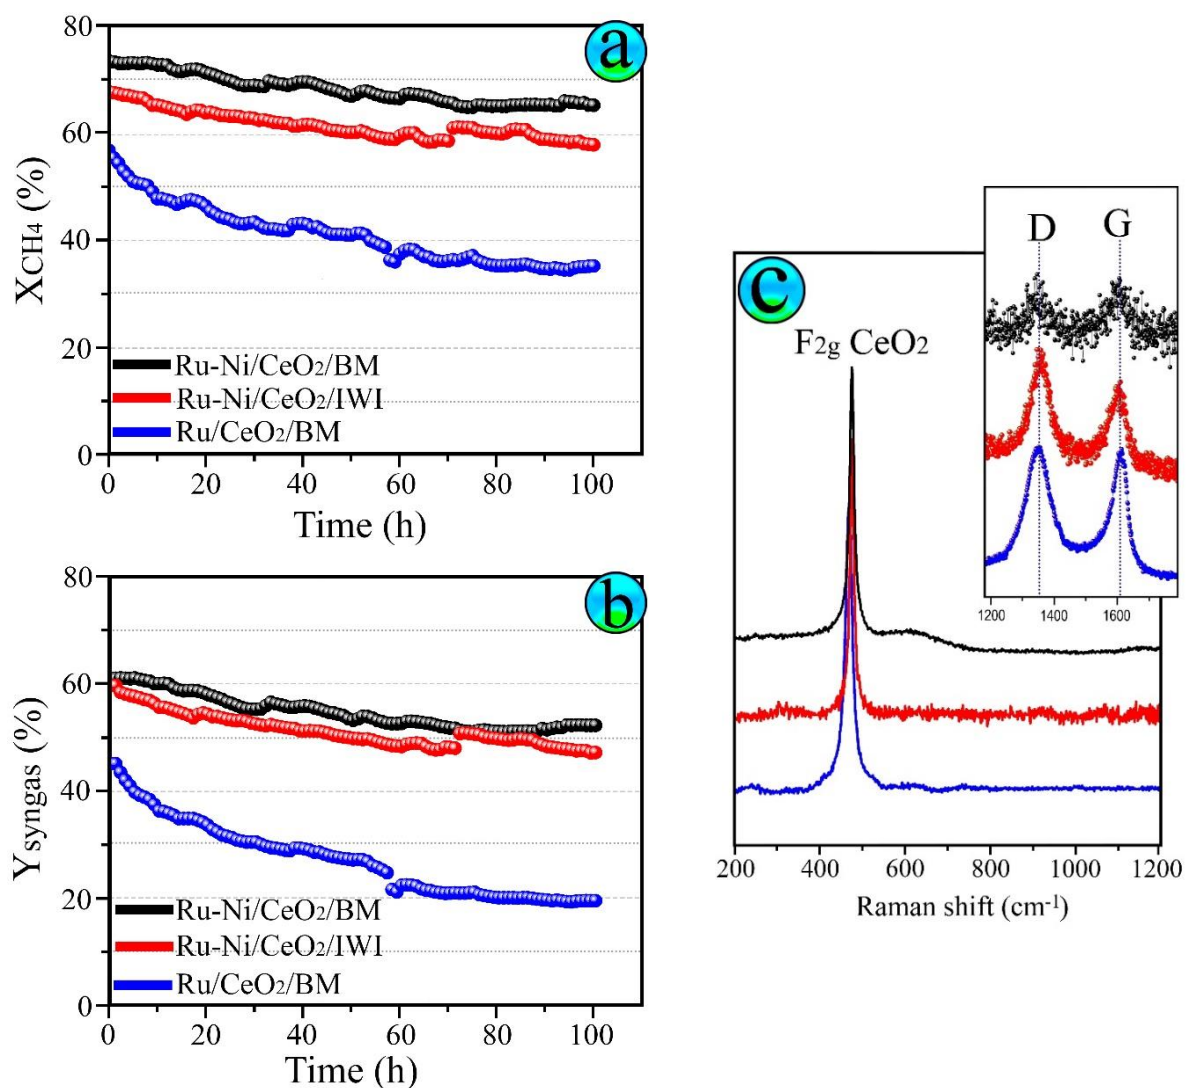 a
80
60
40
20
0
XCH4 (%)
Ru-Ni/CeO2/BM
Ru-Ni/CeO2/IWI
Ru/CeO2/BM
0 20 40 60 80 100
Time (h)
b
80
60
40
20
0
Ysyngas (%)
Ru-Ni/CeO2/BM
Ru-Ni/CeO2/IWI
Ru/CeO2/BM
0 20 40 60 80 100
Time (h)
c
F2g CeO2
D G
1200 1400 1600
200 400 600 800 1000 1200
Raman shift (cm-1)